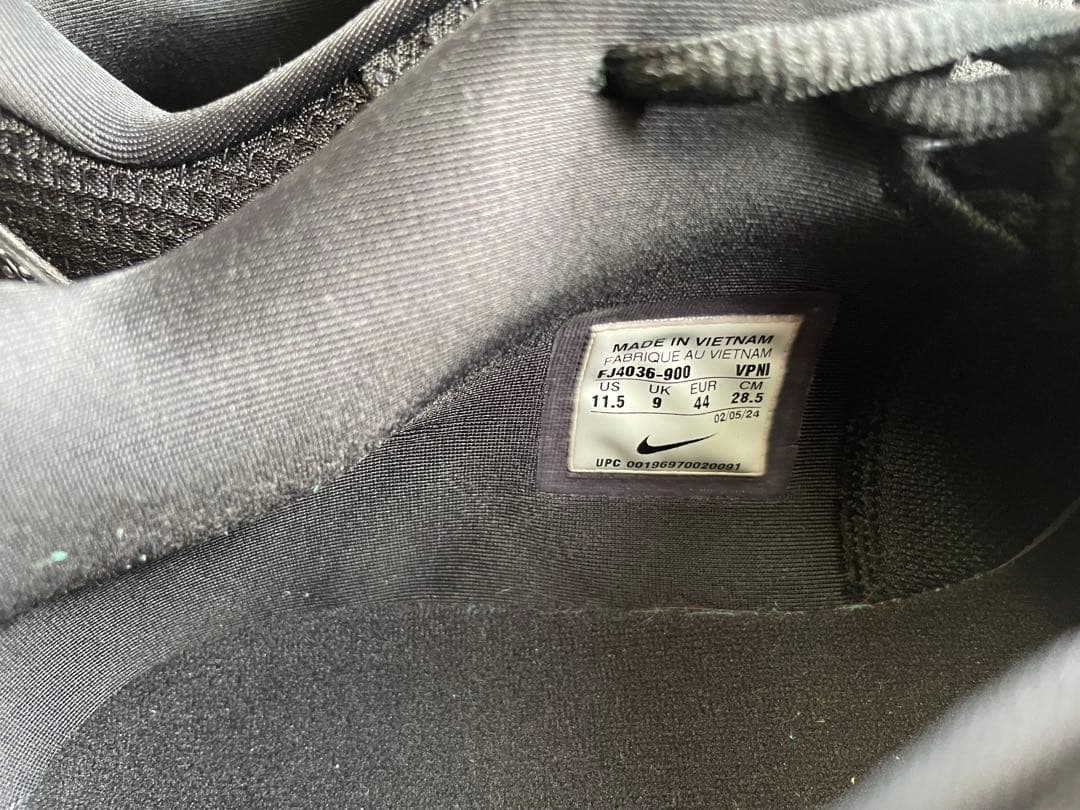 MADE IN VIETNAM
FABRIQUE AU VIETNAM
FJ4036-900 VPNI
US UK EUR CM
11.5 9 44 28.5
02/05/24
UPC 00196970020091